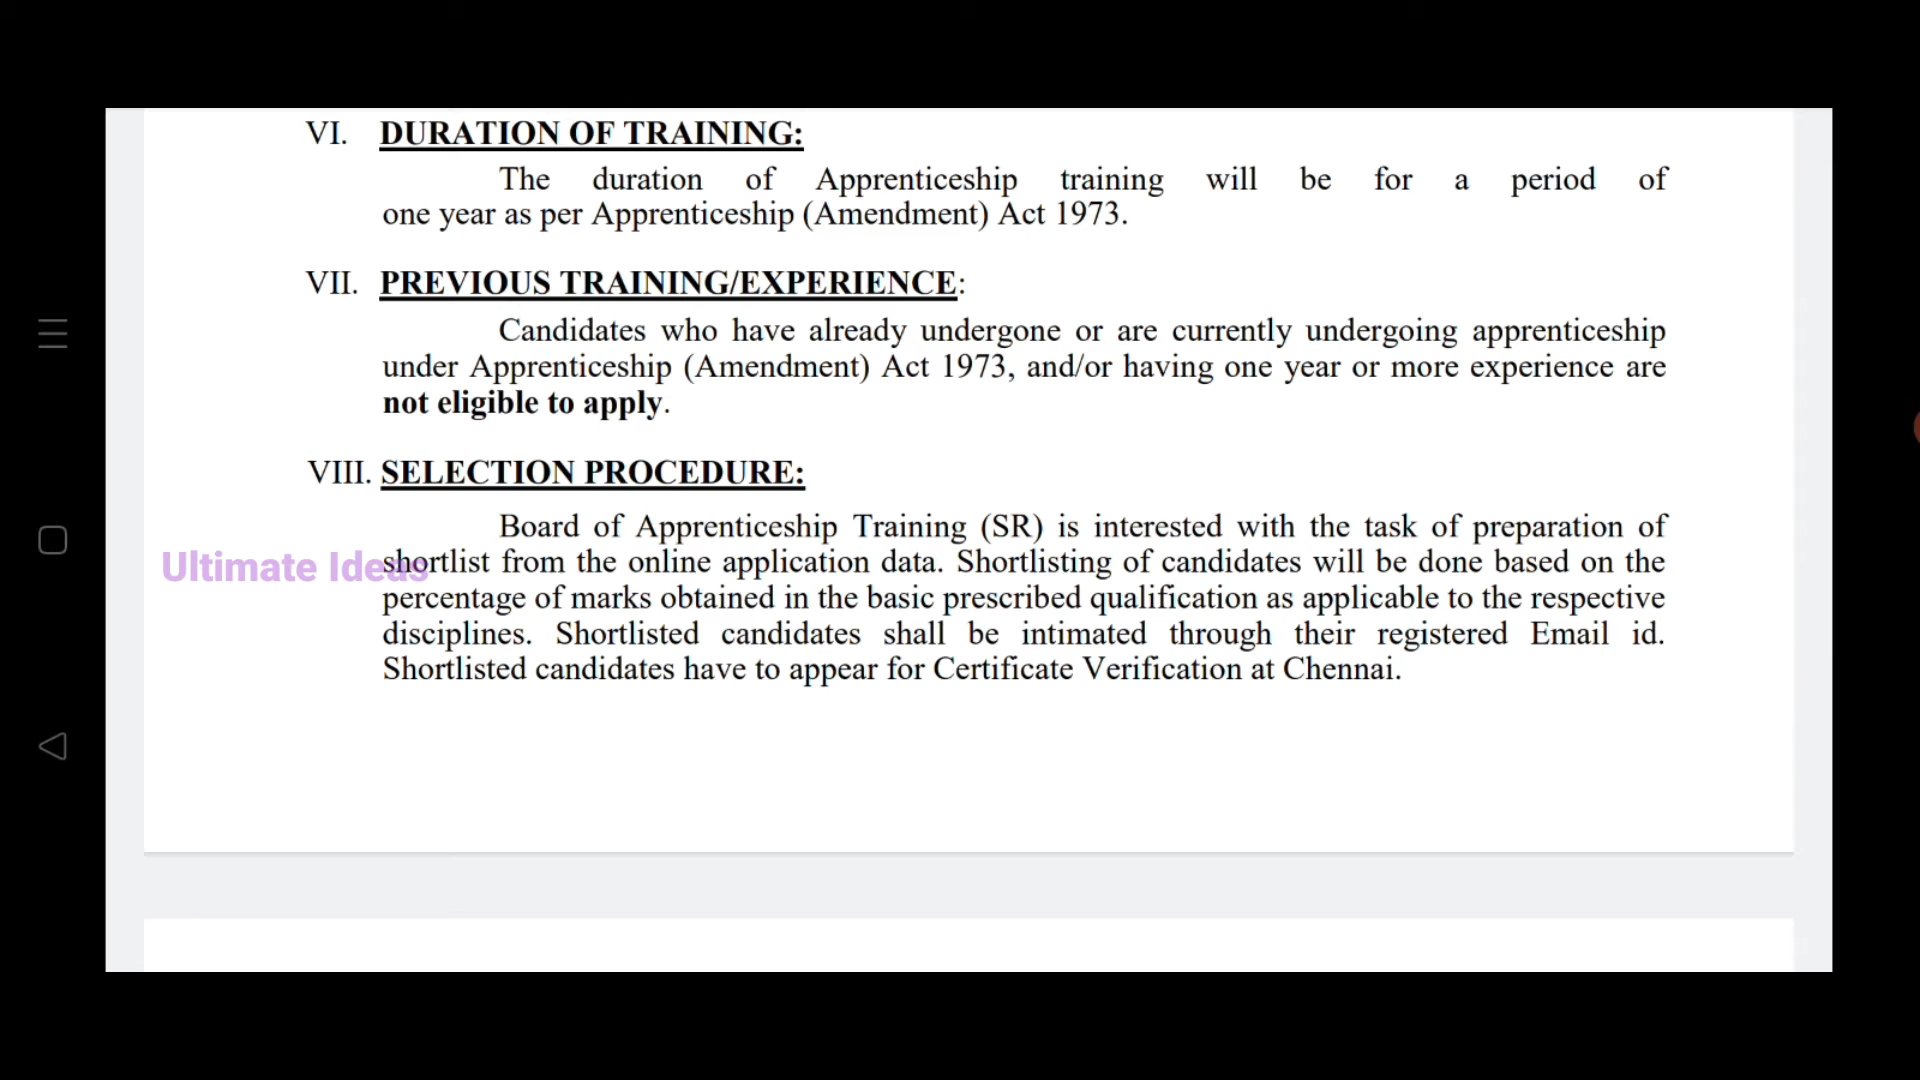 VI. DURATION OF TRAINING:
The duration of Apprenticeship training will be for a period of
one year as per Apprenticeship (Amendment) Act 1973.
VII. PREVIOUS TRAINING/EXPERIENCE:
Candidates who have already undergone or are currently undergoing apprenticeship
under Apprenticeship (Amendment) Act 1973, and/or having one year or more experience are
not eligible to apply.
VIII. SELECTION PROCEDURE:
Board of Apprenticeship Training (SR) is interested with the task of preparation of
Ultimate Ideas
shortlist from the online application data. Shortlisting of candidates will be done based on the
percentage of marks obtained in the basic prescribed qualification as applicable to the respective
disciplines. Shortlisted candidates shall be intimated through their registered Email id.
Shortlisted candidates have to appear for Certificate Verification at Chennai.